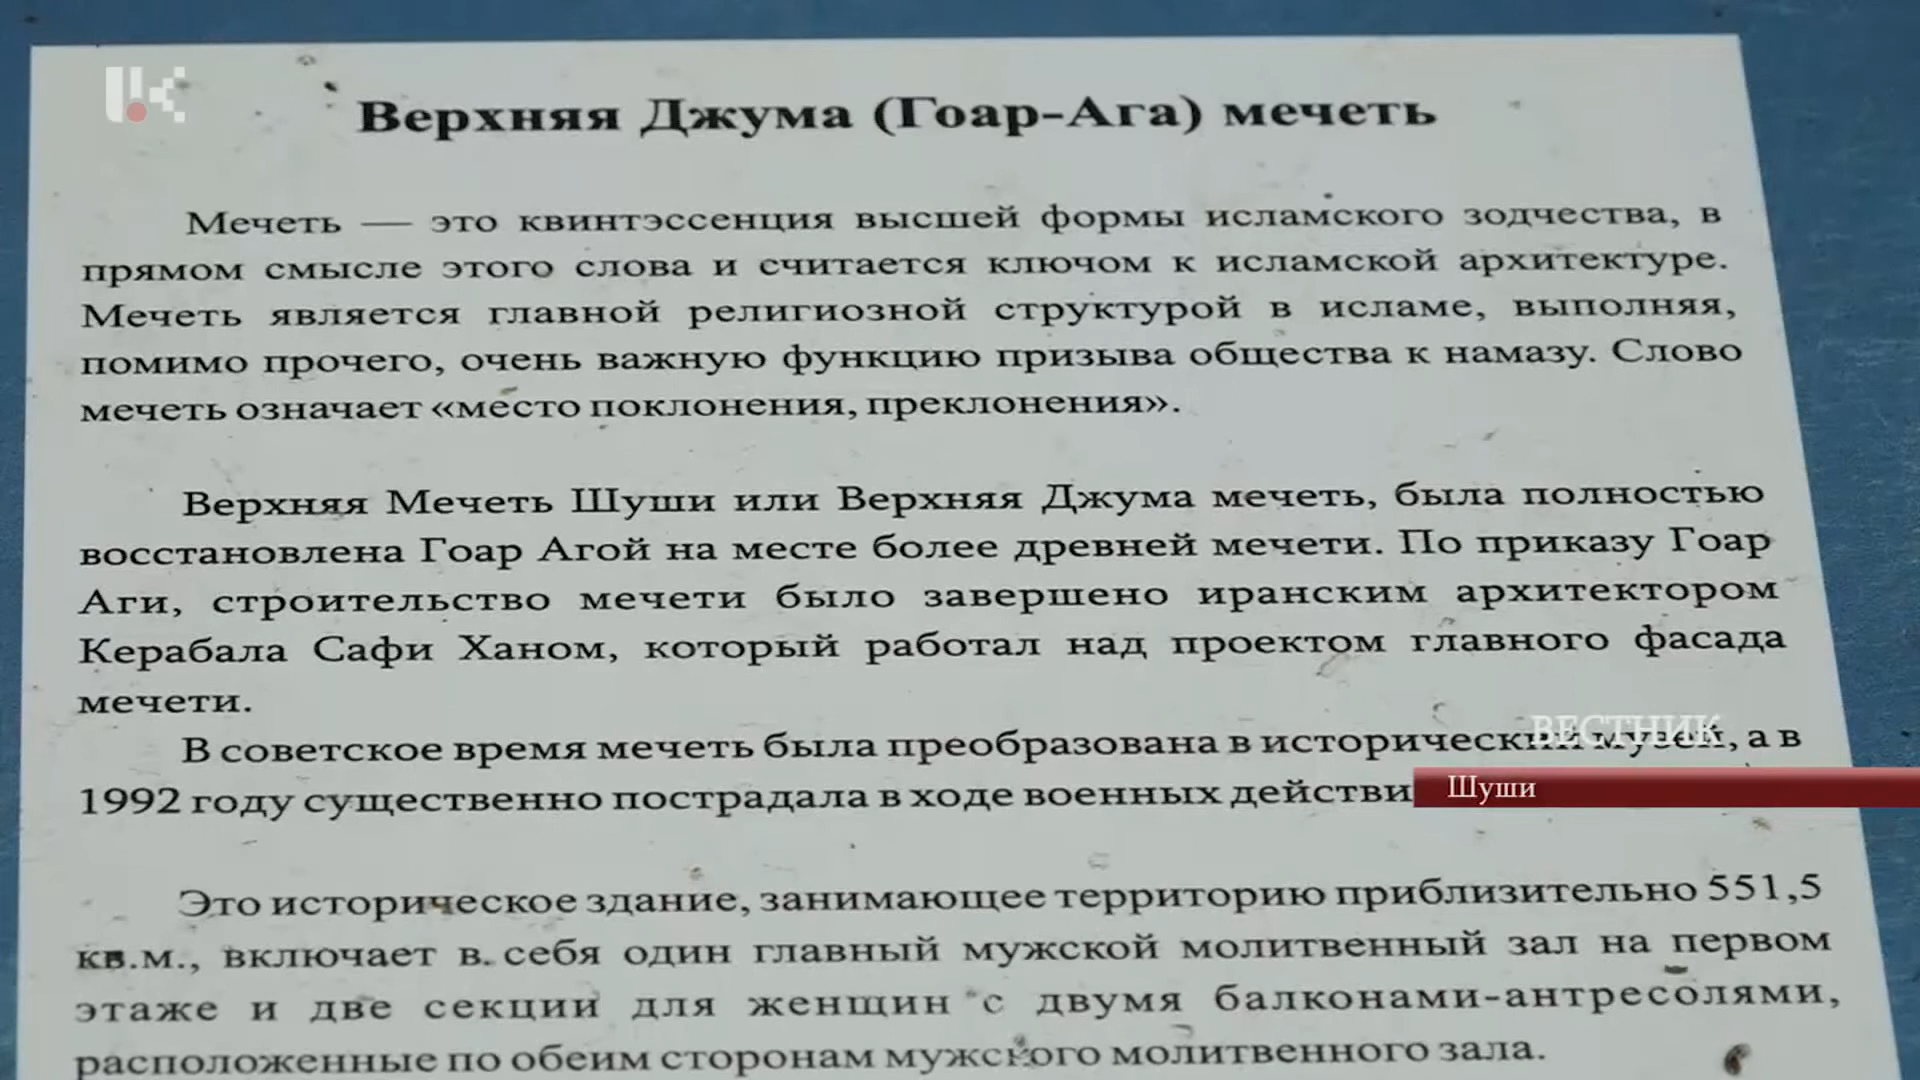 Верхняя Джума (Гоар-Ага) мечеть
Мечеть — это квинтэссенция высшей формы исламского зодчества, в
прямом смысле этого слова и считается ключом к исламской архитектуре.
Мечеть является главной религиозной структурой в исламе, выполняя,
помимо прочего, очень важную функцию призыва общества к намазу. Слово
мечеть означает «место поклонения, преклонения».
Верхняя Мечеть Шуши или Верхняя Джума мечеть, была полностью
восстановлена Гоар Агой на месте более древней мечети. По приказу Гоар
Аги, строительство мечети было завершено иранским архитектором
Керабала Сафи Ханом, который работал над проектом главного фасада
мечети.
В советское время мечеть была преобразована в исторический музей, а в
1992 году существенно пострадала в ходе военных действи
ВЕСТНИК
Шуши
Это историческое здание, занимающее территорию приблизительно 551,5
кв.м., включает в себя один главный мужской молитвенный зал на первом
этаже и две секции для женщин с двумя балконами-антресолями,
расположенные по обеим сторонам мужского молитвенного зала.